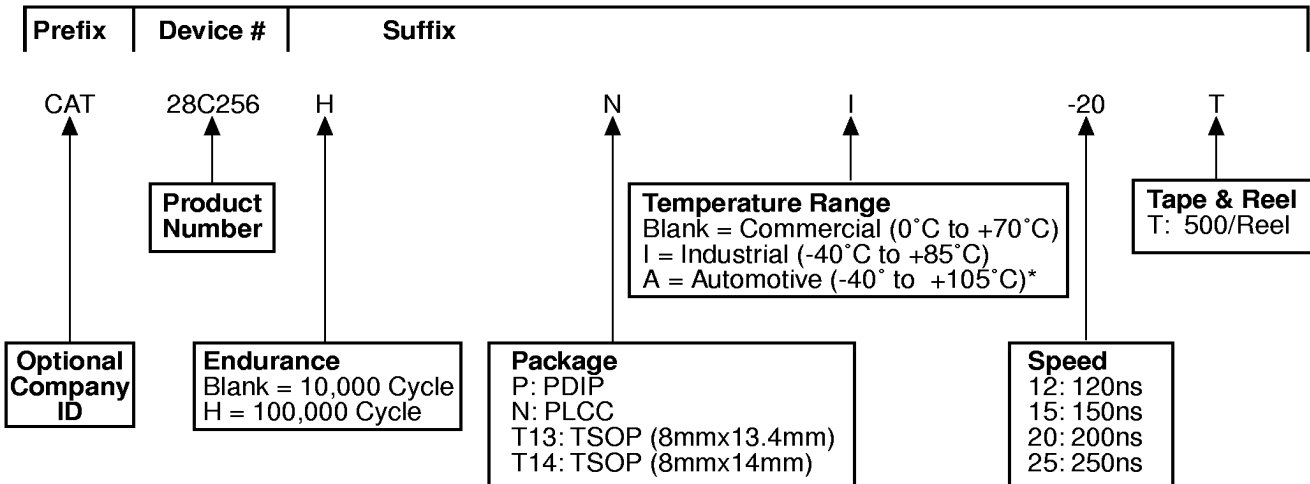 Prefix Device # Suffix
CAT 28C256 H N I -20 T
Product
Number
Temperature Range
Blank = Commercial (0˚C to +70˚C)
I = Industrial (-40˚C to +85˚C)
A = Automotive (-40˚ to +105˚C)*
Tape & Reel
T: 500/Reel
Optional
Company
ID
Endurance
Blank = 10,000 Cycle
H = 100,000 Cycle
Package
P: PDIP
N: PLCC
T13: TSOP (8mmx13.4mm)
T14: TSOP (8mmx14mm)
Speed
12: 120ns
15: 150ns
20: 200ns
25: 250ns